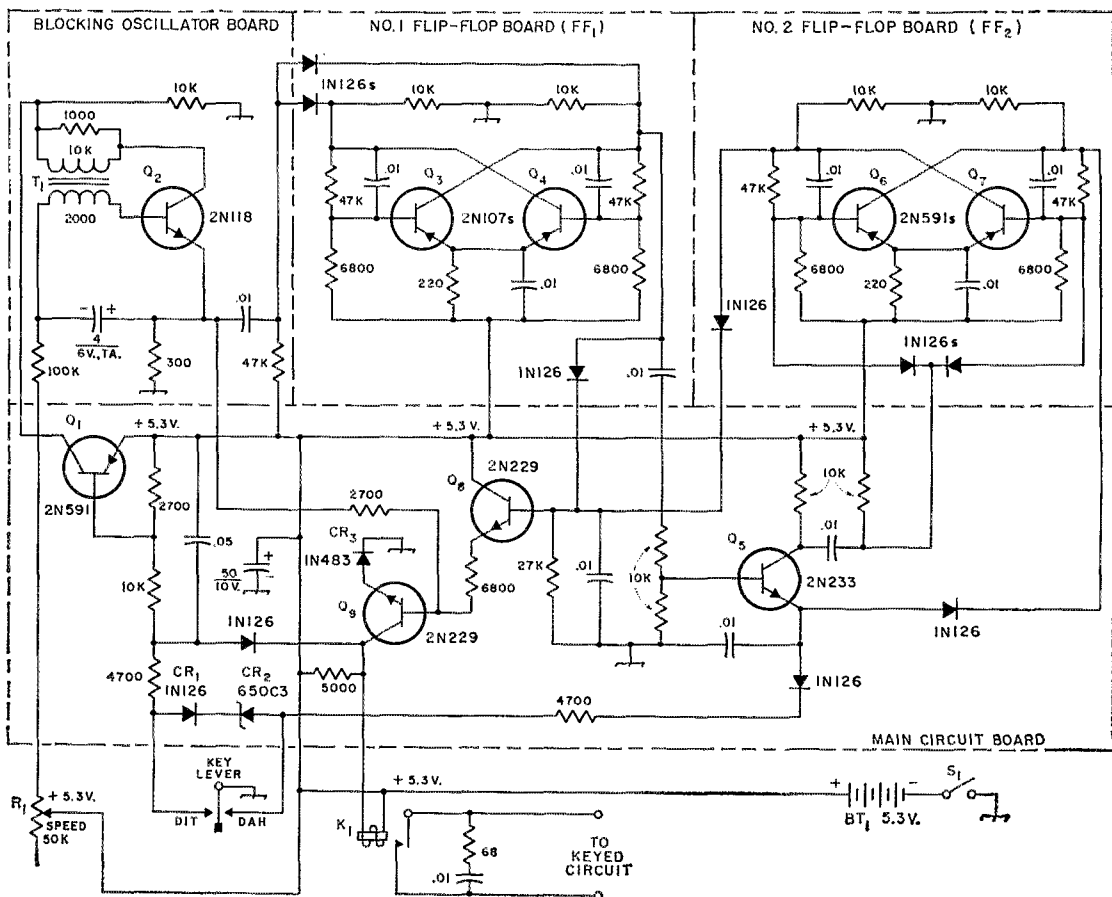 BLOCKING OSCILLATOR BOARD
NO. 1 FLIP-FLOP BOARD (FF₁)
NO. 2 FLIP-FLOP BOARD (FF₂)
10K
1000
10K
T₁
2000
Q₂
2N118
- +
4
6V., TA.
.01
300
100K
47K
1N126s
10K
10K
47K
.01
Q₃
Q₄
2N107s
.01
47K
6800
220
.01
6800
1N126
.01
10K
10K
47K
.01
Q₆
Q₇
2N591s
.01
47K
6800
220
.01
6800
1N126
1N126s
Q₁
2N591
+ 5.3 V.
2700
.05
10K
50
10V.
+
-
2700
CR₃
1N483
Q₉
2N229
1N126
4700
CR₁
1N126
CR₂
650C3
5000
+ 5.3 V.
Q₈
2N229
6800
27K
.01
10K
+ 5.3 V.
10K
.01
Q₅
2N233
.01
1N126
1N126
4700
MAIN CIRCUIT BOARD
R₁
+ 5.3V.
SPEED
50K
KEY
LEVER
DIT
DAH
+ 5.3V.
K₁
68
.01
TO
KEYED
CIRCUIT
+ -
BT₁ 5.3V.
S₁